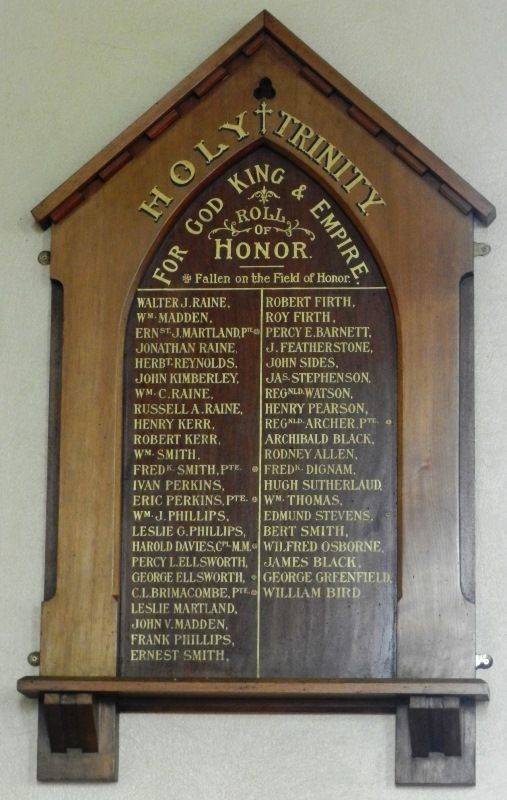 HOLY † TRINITY
FOR GOD KING & EMPIRE
ROLL
OF
HONOR.
❉ Fallen on the Field of Honor.
WALTER J. RAINE,
Wᴹ. MADDEN,
ERNˢᵀ. J. MARTLAND, Pᵀᴱ ❉
JONATHAN RAINE,
HERBᵀ. REYNOLDS,
JOHN KIMBERLEY,
Wᴹ. C. RAINE,
RUSSELL A. RAINE,
HENRY KERR,
ROBERT KERR,
Wᴹ. SMITH,
FREDᴷ. SMITH, Pᵀᴱ. ❉
IVAN PERKINS,
ERIC PERKINS, Pᵀᴱ. ❉
Wᴹ. J. PHILLIPS,
LESLIE G. PHILLIPS,
HAROLD DAVIES, Cᴾᴸ M.M. ❉
PERCY L. ELLSWORTH,
GEORGE ELLSWORTH, ❉
C. L. BRIMACOMBE, Pᵀᴱ. ❉
LESLIE MARTLAND,
JOHN V. MADDEN,
FRANK PHILLIPS,
ERNEST SMITH,
ROBERT FIRTH,
ROY FIRTH,
PERCY E. BARNETT,
J. FEATHERSTONE,
JOHN SIDES,
JAˢ. STEPHENSON,
REGᴺᴸᴰ. WATSON,
HENRY PEARSON,
REGᴺᴸᴰ. ARCHER, Pᵀᴱ. ❉
ARCHIBALD BLACK,
RODNEY ALLEN,
FREDᴷ. DIGNAM,
HUGH SUTHERLAUD,
Wᴹ. THOMAS,
EDMUND STEVENS, ❉
BERT SMITH,
WILFRED OSBORNE,
JAMES BLACK,
GEORGE GREENFIELD,
WILLIAM BIRD